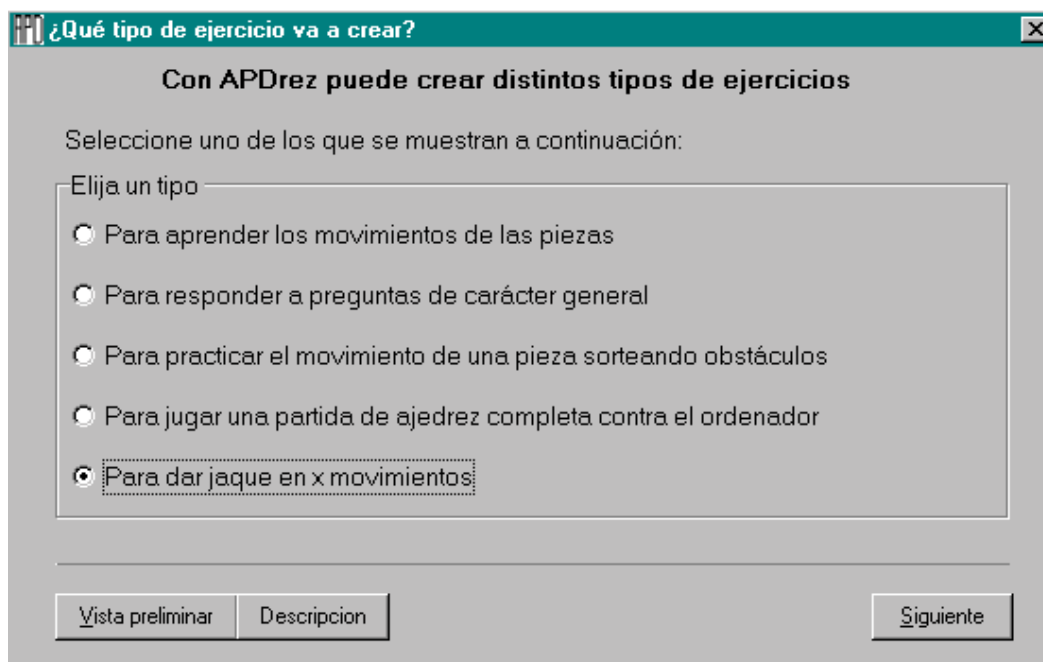 ¿Qué tipo de ejercicio va a crear?
Con APDrez puede crear distintos tipos de ejercicios
Seleccione uno de los que se muestran a continuación:
Elija un tipo
Para aprender los movimientos de las piezas
Para responder a preguntas de carácter general
Para practicar el movimiento de una pieza sorteando obstáculos
Para jugar una partida de ajedrez completa contra el ordenador
Para dar jaque en x movimientos
Vista preliminar Descripcion Siguiente